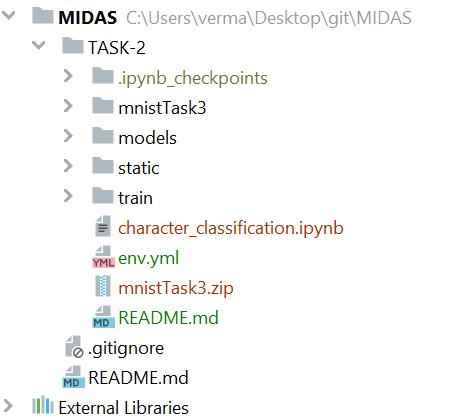 MIDAS C:\Users\verma\Desktop\git\MIDAS
TASK-2
.ipynb_checkpoints
mnistTask3
models
static
train
character_classification.ipynb
YML env.yml
mnistTask3.zip
MD README.md
.gitignore
MD README.md
External Libraries